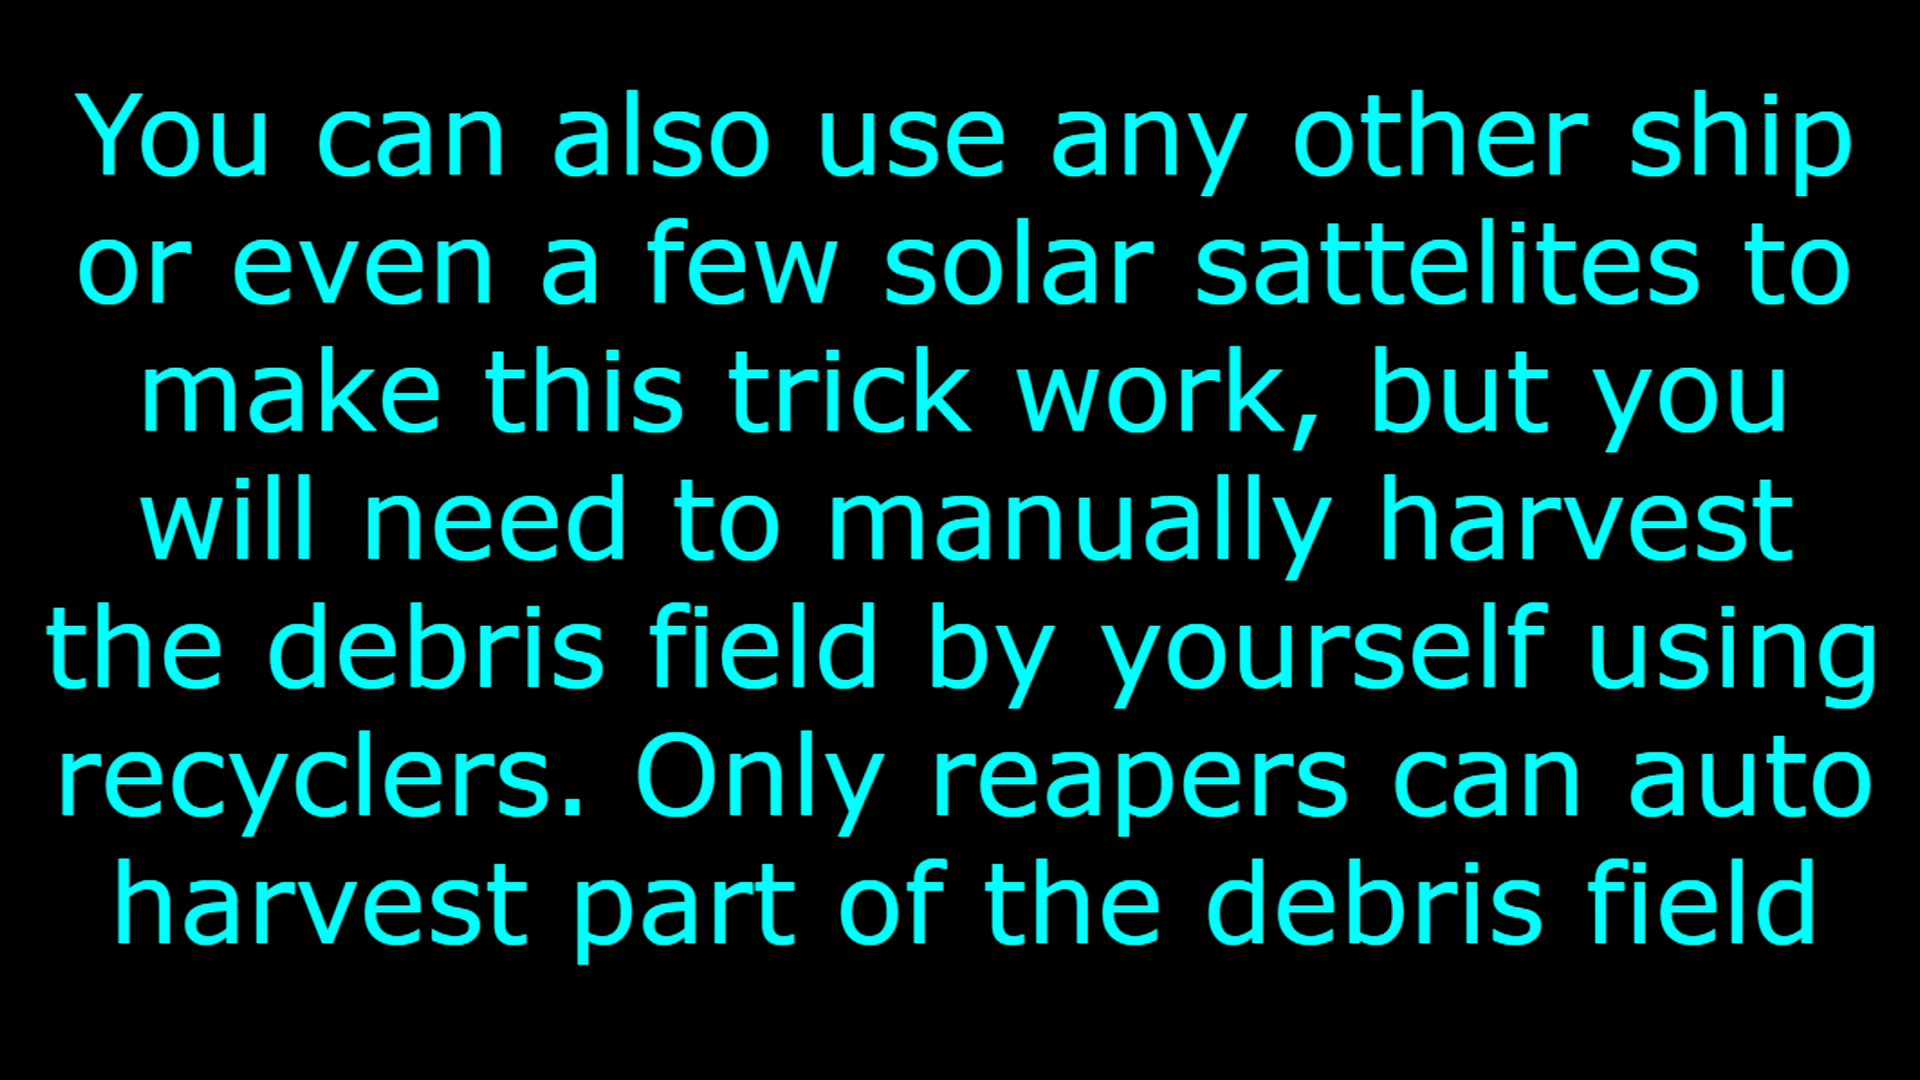 You can also use any other ship
or even a few solar sattelites to
make this trick work, but you
will need to manually harvest
the debris field by yourself using
recyclers. Only reapers can auto
harvest part of the debris field